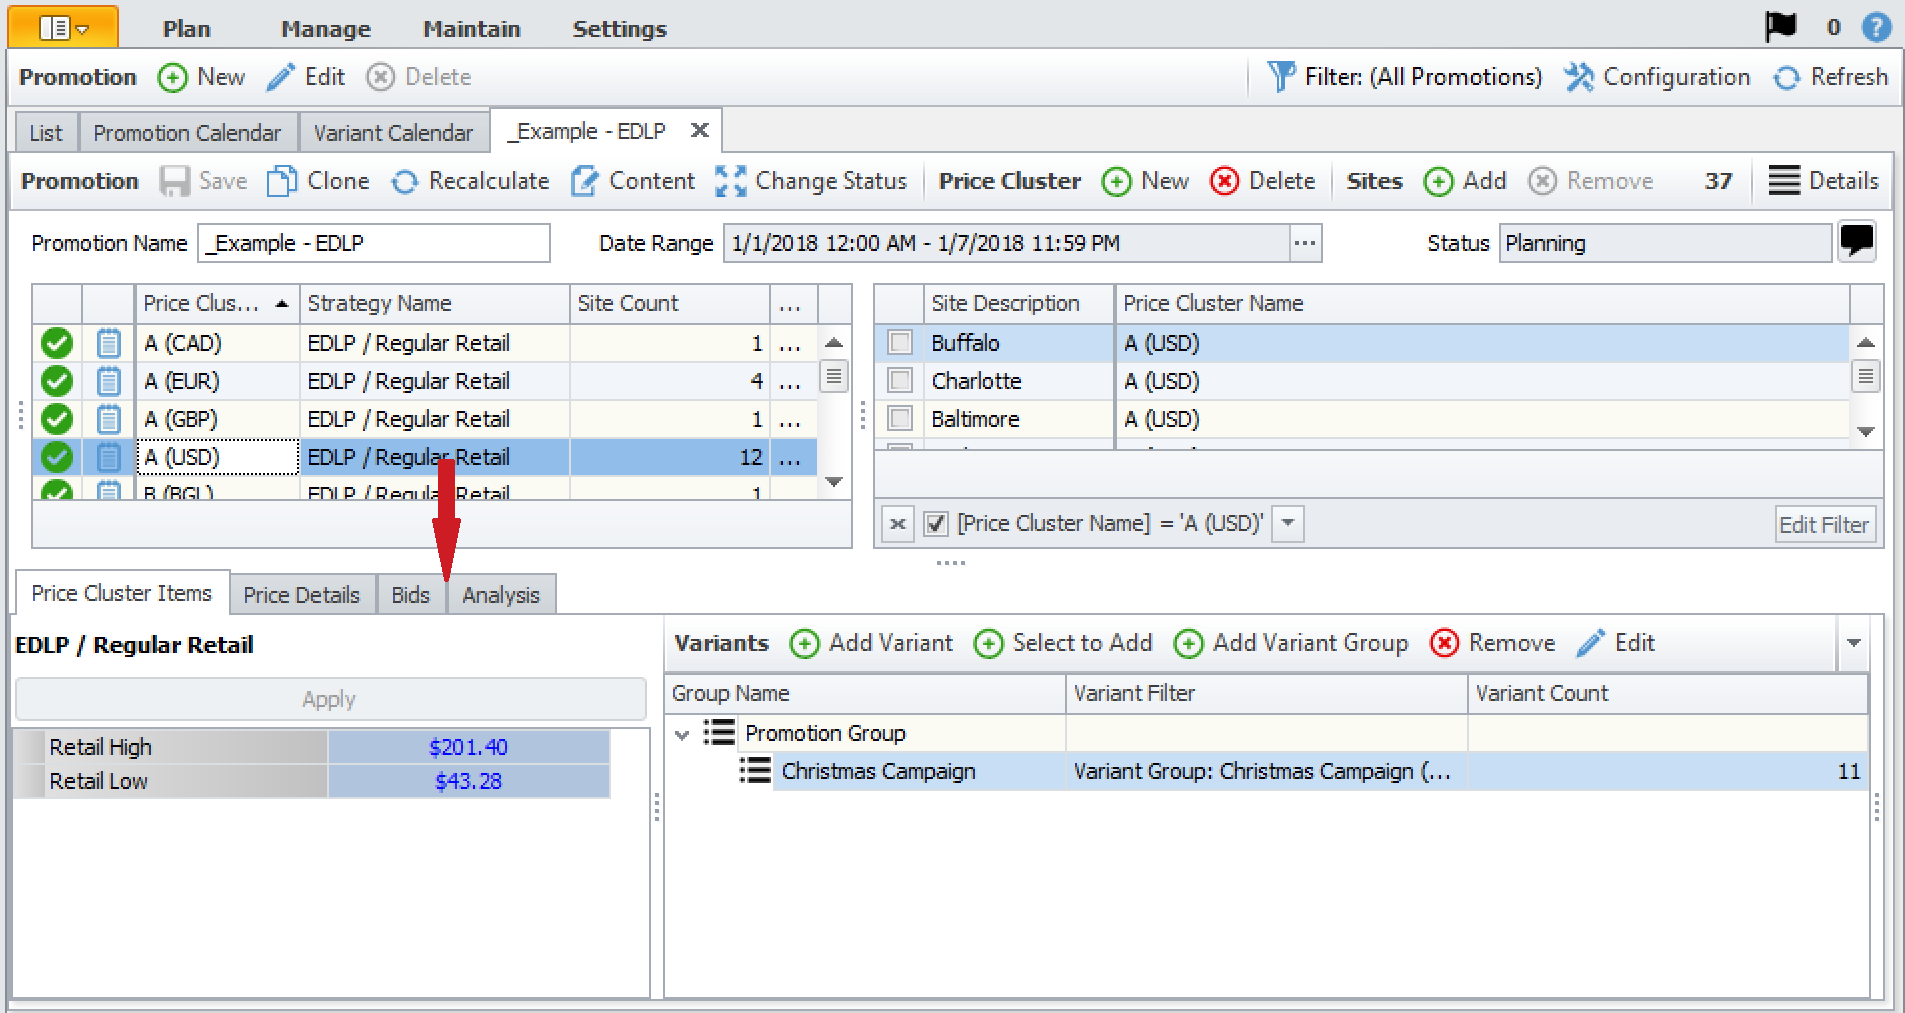 Plan Manage Maintain Settings 0 ?
Promotion New Edit Delete Filter: (All Promotions) Configuration Refresh
List Promotion Calendar Variant Calendar _Example - EDLP
Promotion Save Clone Recalculate Content Change Status Price Cluster New Delete Sites Add Remove 37 Details
Promotion Name _Example - EDLP Date Range 1/1/2018 12:00 AM - 1/7/2018 11:59 PM ... Status Planning
Price Clus... Strategy Name Site Count ... Site Description Price Cluster Name
A (CAD) EDLP / Regular Retail 1 ... Buffalo A (USD)
A (EUR) EDLP / Regular Retail 4 ... Charlotte A (USD)
A (GBP) EDLP / Regular Retail 1 ... Baltimore A (USD)
A (USD) EDLP / Regular Retail 12 ...
B (BGL) EDLP / Regular Retail 1
[Price Cluster Name] = 'A (USD)' Edit Filter
Price Cluster Items Price Details Bids Analysis
EDLP / Regular Retail Variants Add Variant Select to Add Add Variant Group Remove Edit
Apply Group Name Variant Filter Variant Count
Retail High $201.40 Promotion Group
Retail Low $43.28 Christmas Campaign Variant Group: Christmas Campaign (... 11